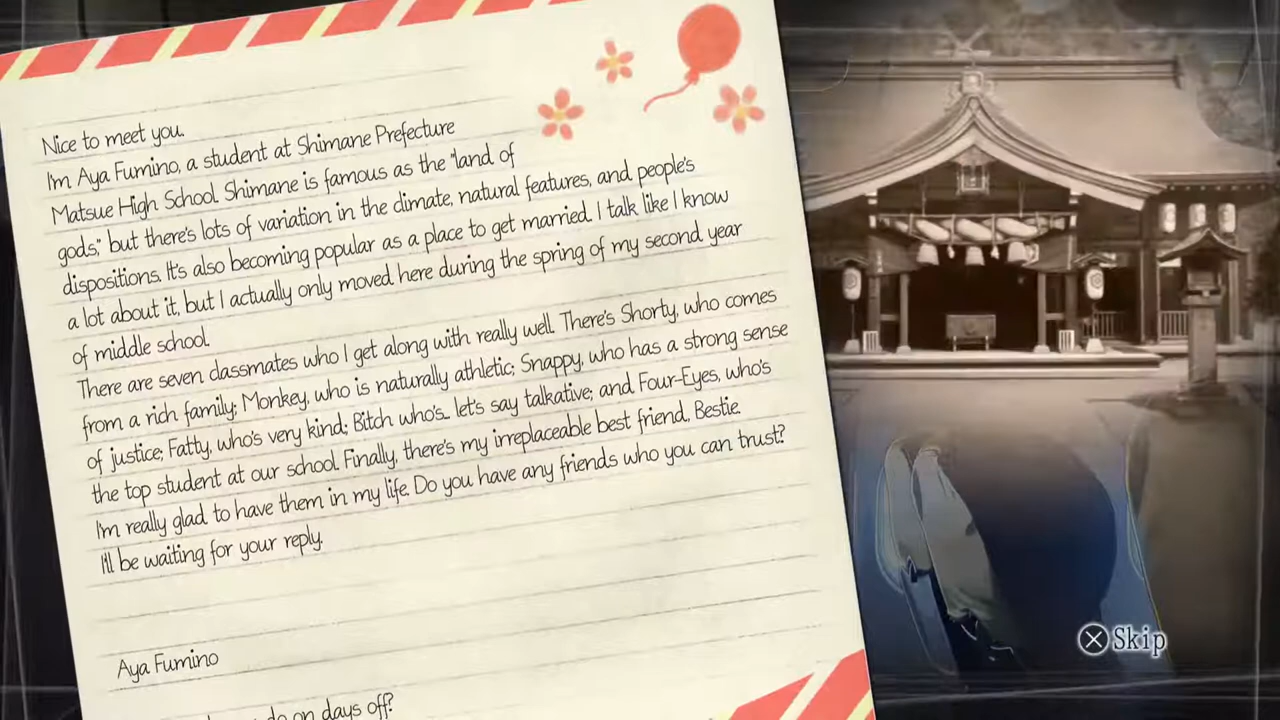 Nice to meet you.
I'm Aya Fumino, a student at Shimane Prefecture
Matsue High School. Shimane is famous as the "land of
gods," but there's lots of variation in the climate, natural features, and people's
dispositions. It's also becoming popular as a place to get married. I talk like I know
a lot about it, but I actually only moved here during the spring of my second year
of middle school.
There are seven classmates who I get along with really well. There's Shorty, who comes
from a rich family; Monkey, who is naturally athletic; Snappy, who has a strong sense
of justice; Fatty, who's very kind; Bitch who's... let's say talkative; and Four-Eyes, who's
the top student at our school. Finally, there's my irreplaceable best friend, Bestie.
I'm really glad to have them in my life. Do you have any friends who you can trust?
I'll be waiting for your reply.
Aya Fumino
do on days off?
Skip